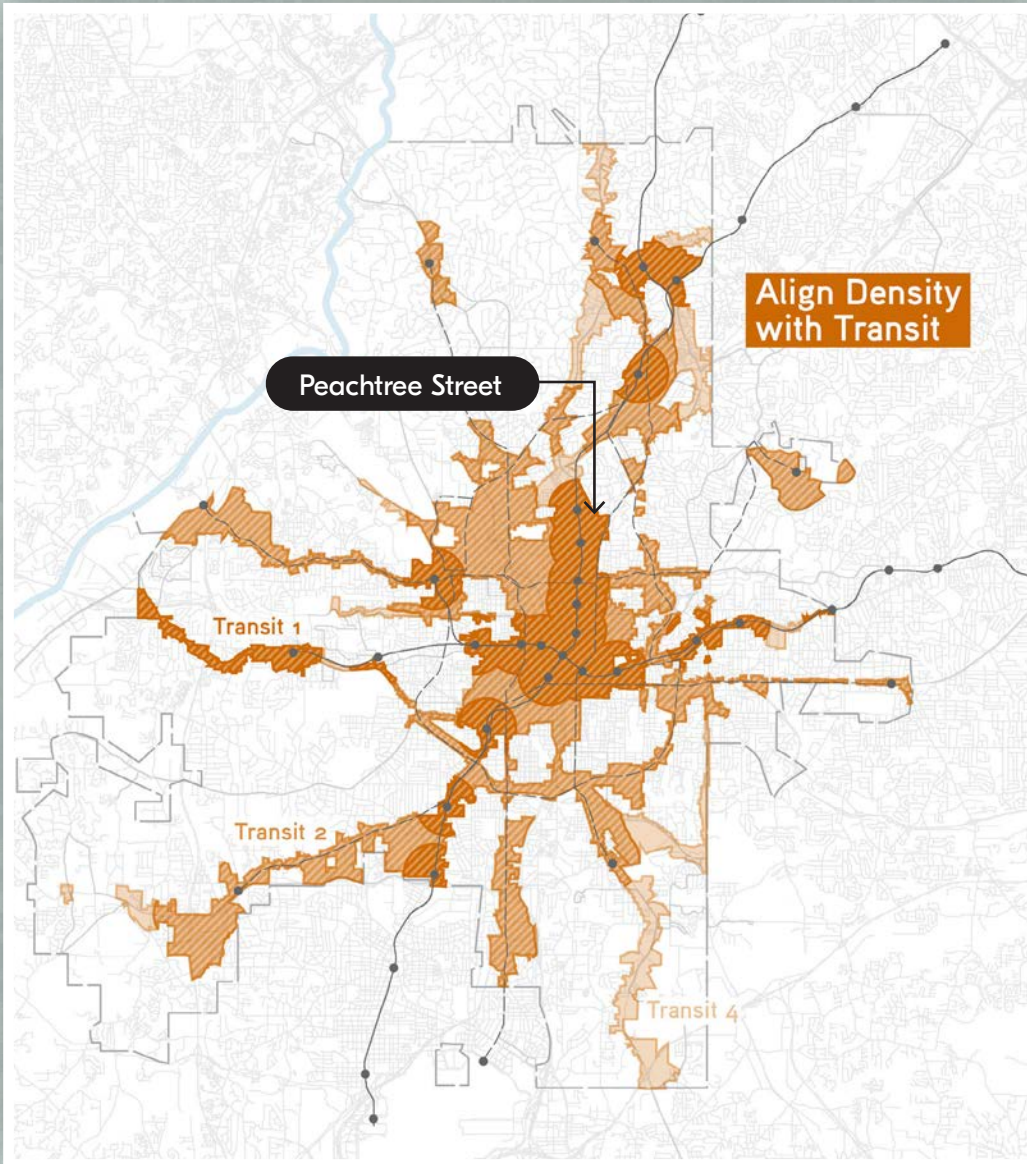 Align Density
with Transit
Peachtree Street
Transit 1
Transit 2
Transit 4